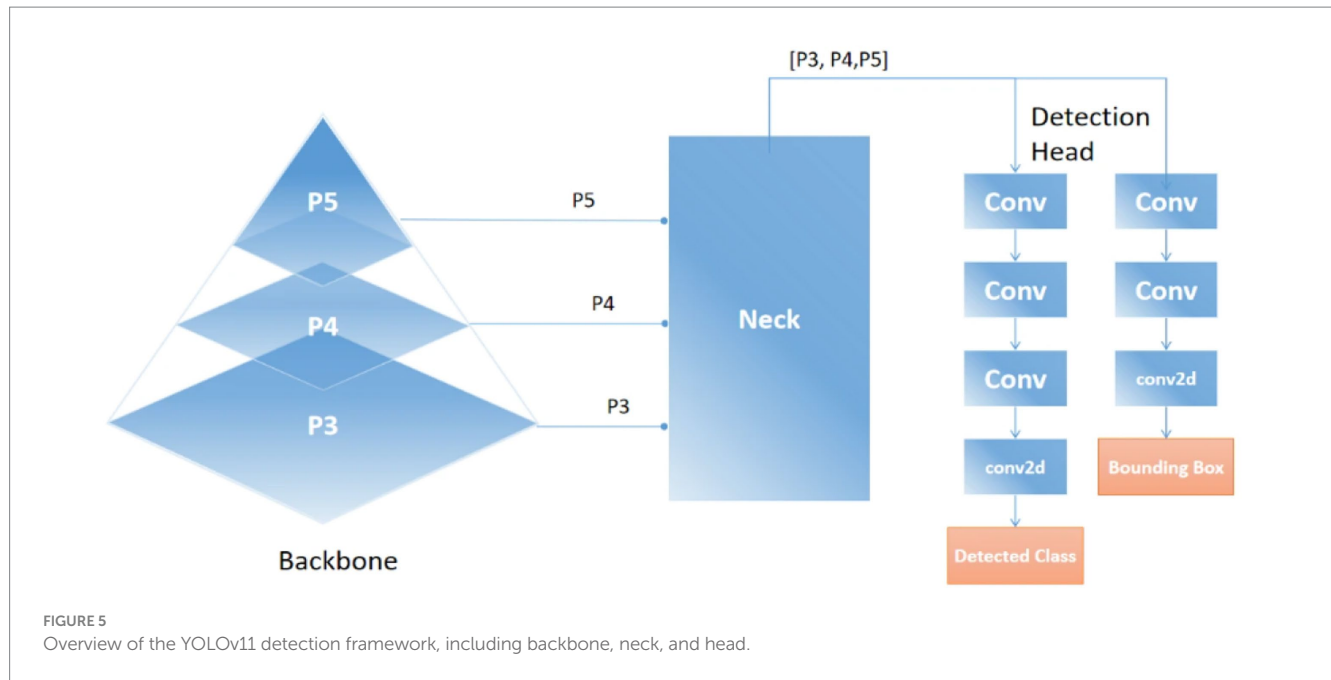 [P3, P4,P5]
Detection
Head
P5
P5
P4
P4
P3
P3
Neck
Backbone
Conv
Conv
Conv
conv2d
Detected Class
Conv
Conv
conv2d
Bounding Box
FIGURE 5
Overview of the YOLOv11 detection framework, including backbone, neck, and head.